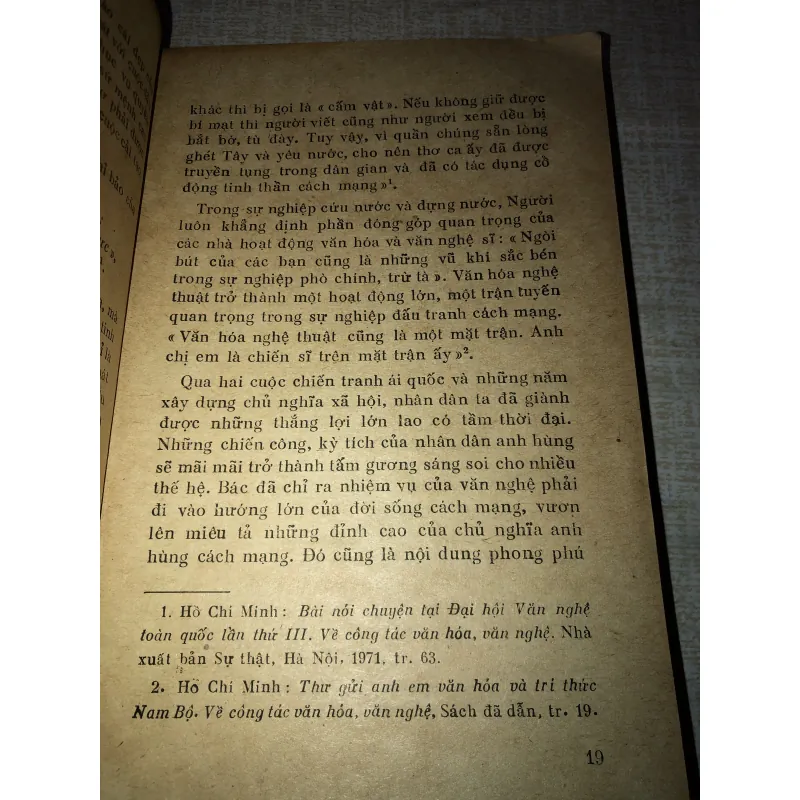 khác thì bị gọi là « cấm vật ». Nếu không giữ được
bí mật thì người viết cũng như người xem đều bị
bắt bớ, tù đày. Tuy vậy, vì quần chúng sẵn lòng
ghét Tây và yêu nước, cho nên thơ ca ấy đã được
truyền tụng trong dân gian và đã có tác dụng cổ
động tinh thần cách mạng »¹.
Trong sự nghiệp cứu nước và dựng nước, Người
luôn khẳng định phần đóng góp quan trọng của
các nhà hoạt động văn hóa và văn nghệ sĩ : « Ngòi
bút của các bạn cũng là những vũ khí sắc bén
trong sự nghiệp phò chính, trừ tà ». Văn hóa nghệ
thuật trở thành một hoạt động lớn, một trận tuyến
quan trọng trong sự nghiệp đấu tranh cách mạng.
« Văn hóa nghệ thuật cũng là một mặt trận. Anh
chị em là chiến sĩ trên mặt trận ấy »².
Qua hai cuộc chiến tranh ái quốc và những năm
xây dựng chủ nghĩa xã hội, nhân dân ta đã giành
được những thắng lợi lớn lao có tầm thời đại.
Những chiến công, kỳ tích của nhân dân anh hùng
sẽ mãi mãi trở thành tấm gương sáng soi cho nhiều
thế hệ. Bác đã chỉ ra nhiệm vụ của văn nghệ phải
đi vào hướng lớn của đời sống cách mạng, vươn
lên miêu tả những đỉnh cao của chủ nghĩa anh
hùng cách mạng. Đó cũng là nội dung phong phú
1. Hồ Chí Minh : Bài nói chuyện tại Đại hội Văn nghệ
toàn quốc lần thứ III. Về công tác văn hóa, văn nghệ. Nhà
xuất bản Sự thật, Hà Nội, 1971, tr. 63.
2. Hồ Chí Minh : Thư gửi anh em văn hóa và trí thức
Nam Bộ. Về công tác văn hóa, văn nghệ, Sách đã dẫn, tr. 19.
19